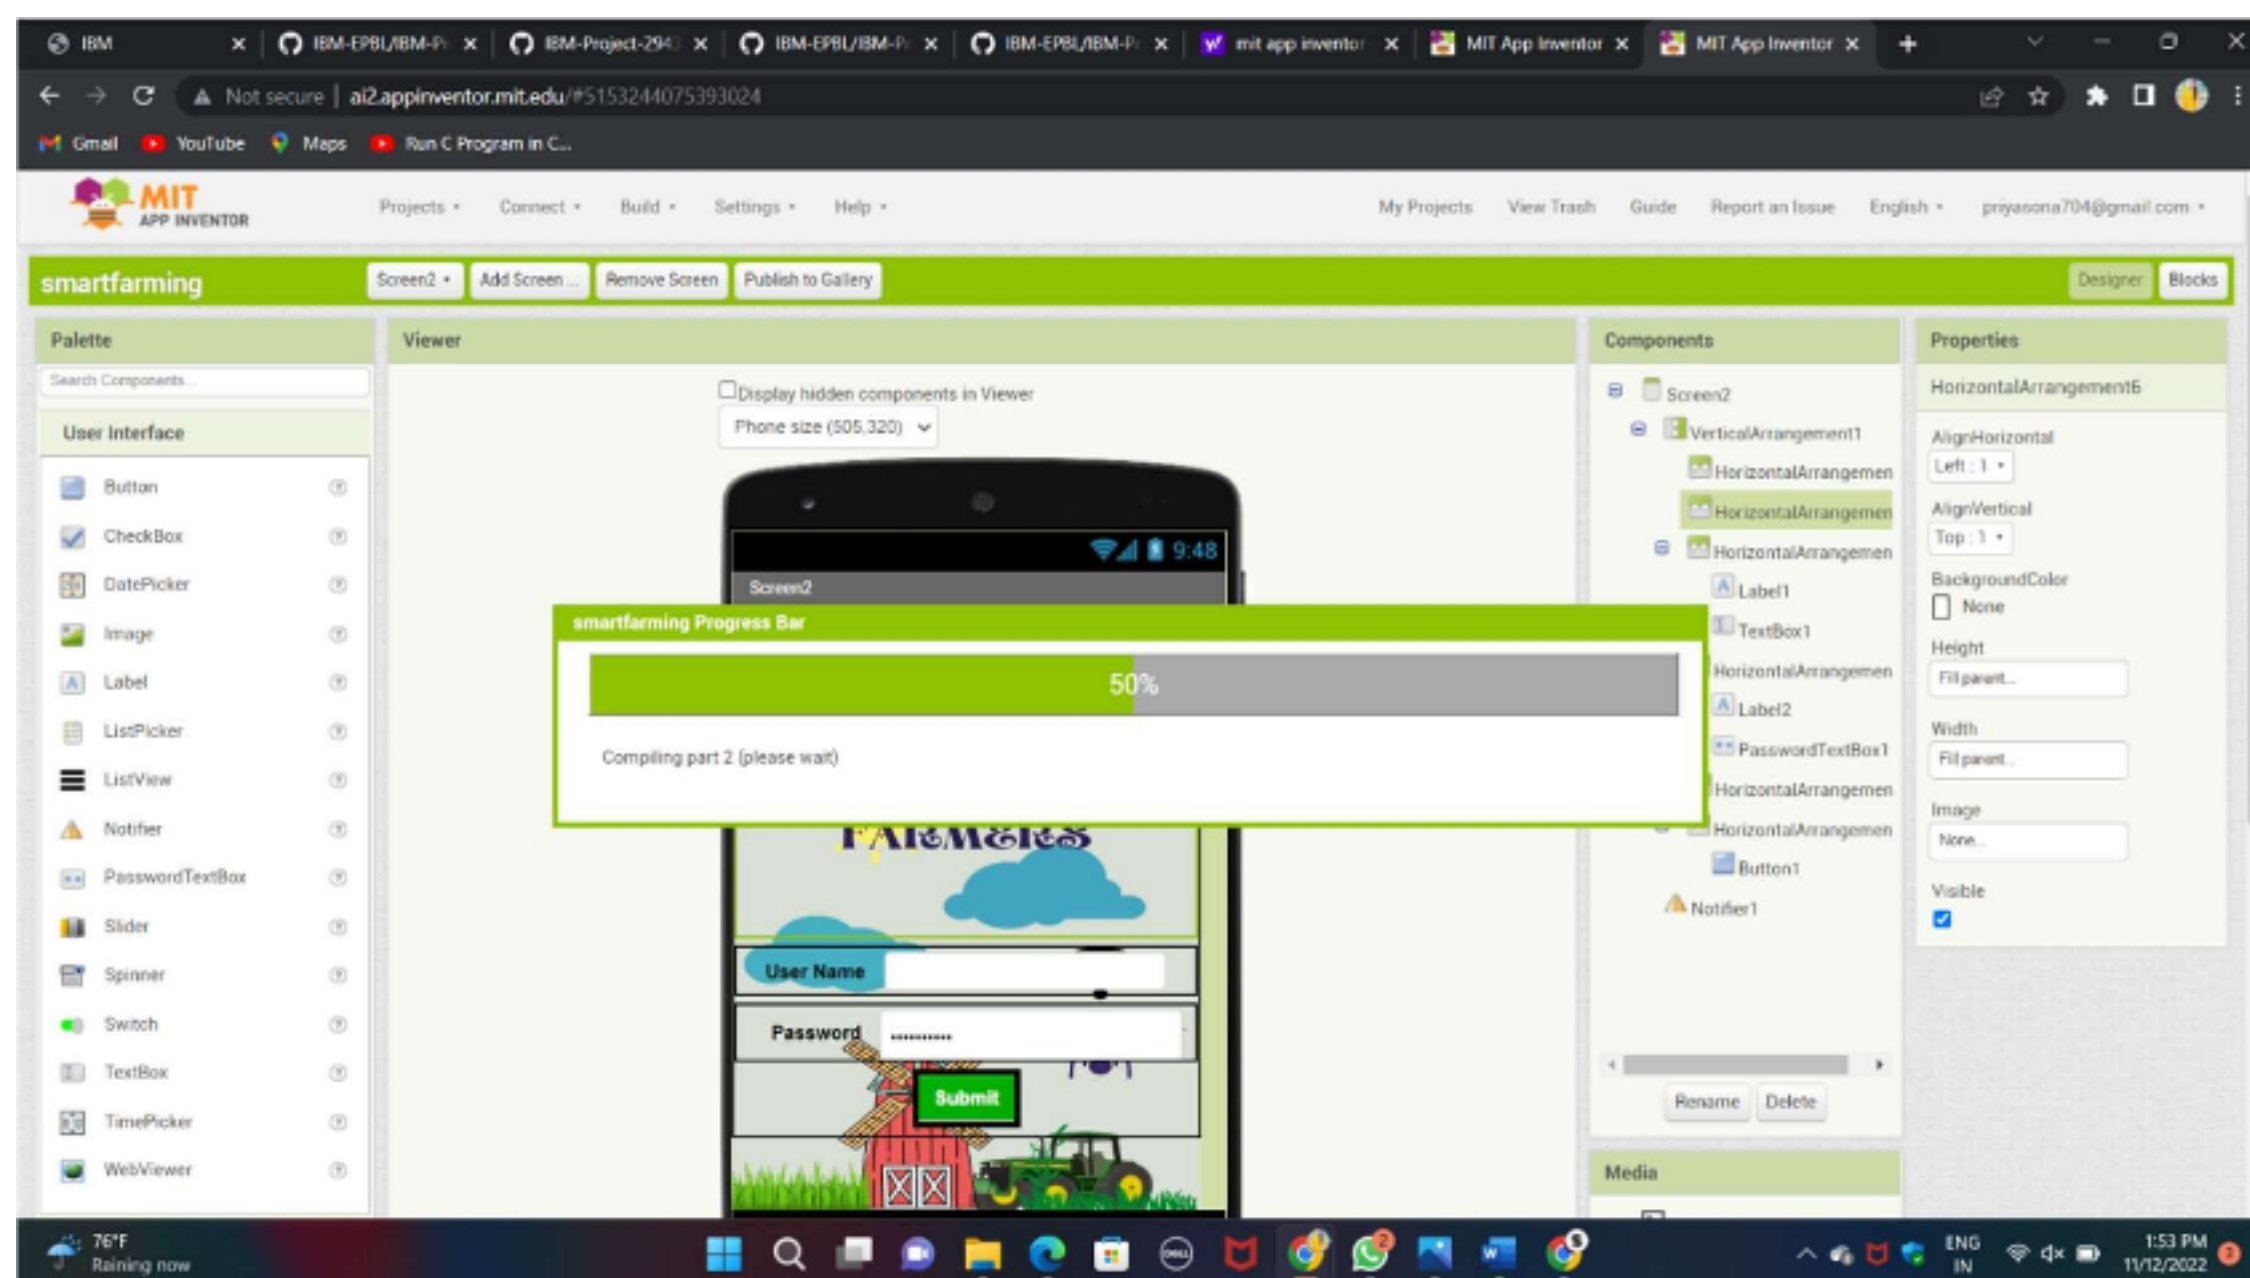 IBM
IBM-EPBL/IBM-Pr
IBM-Project-2943
IBM-EPBL/IBM-Pr
IBM-EPBL/IBM-Pr
mit app inventor
MIT App Inventor
MIT App Inventor
Not secure | ai2.appinventor.mit.edu/#5153244075393024
Gmail YouTube Maps Run C Program in C...
MIT
APP INVENTOR
Projects Connect Build Settings Help
My Projects View Trash Guide Report an Issue English priyasona704@gmail.com
smartfarming
Screen2 Add Screen ... Remove Screen Publish to Gallery
Designer Blocks
Palette
Search Components...
User Interface
Button
CheckBox
DatePicker
Image
Label
ListPicker
ListView
Notifier
PasswordTextBox
Slider
Spinner
Switch
TextBox
TimePicker
WebViewer
Viewer
Display hidden components in Viewer
Phone size (505,320)
9:48
Screen2
smartfarming Progress Bar
50%
Compiling part 2 (please wait)
FARMERS
User Name
Password
Submit
Components
Screen2
VerticalArrangement1
HorizontalArrangemen
HorizontalArrangemen
HorizontalArrangemen
Label1
TextBox1
HorizontalArrangemen
Label2
PasswordTextBox1
HorizontalArrangemen
HorizontalArrangemen
Button1
Notifier1
Rename Delete
Media
Properties
HorizontalArrangement6
AlignHorizontal
Left : 1
AlignVertical
Top : 1
BackgroundColor
None
Height
Fill parent...
Width
Fill parent...
Image
None...
Visible
76°F
Raining now
DELL
2
ENG
IN
1:53 PM
11/12/2022
3